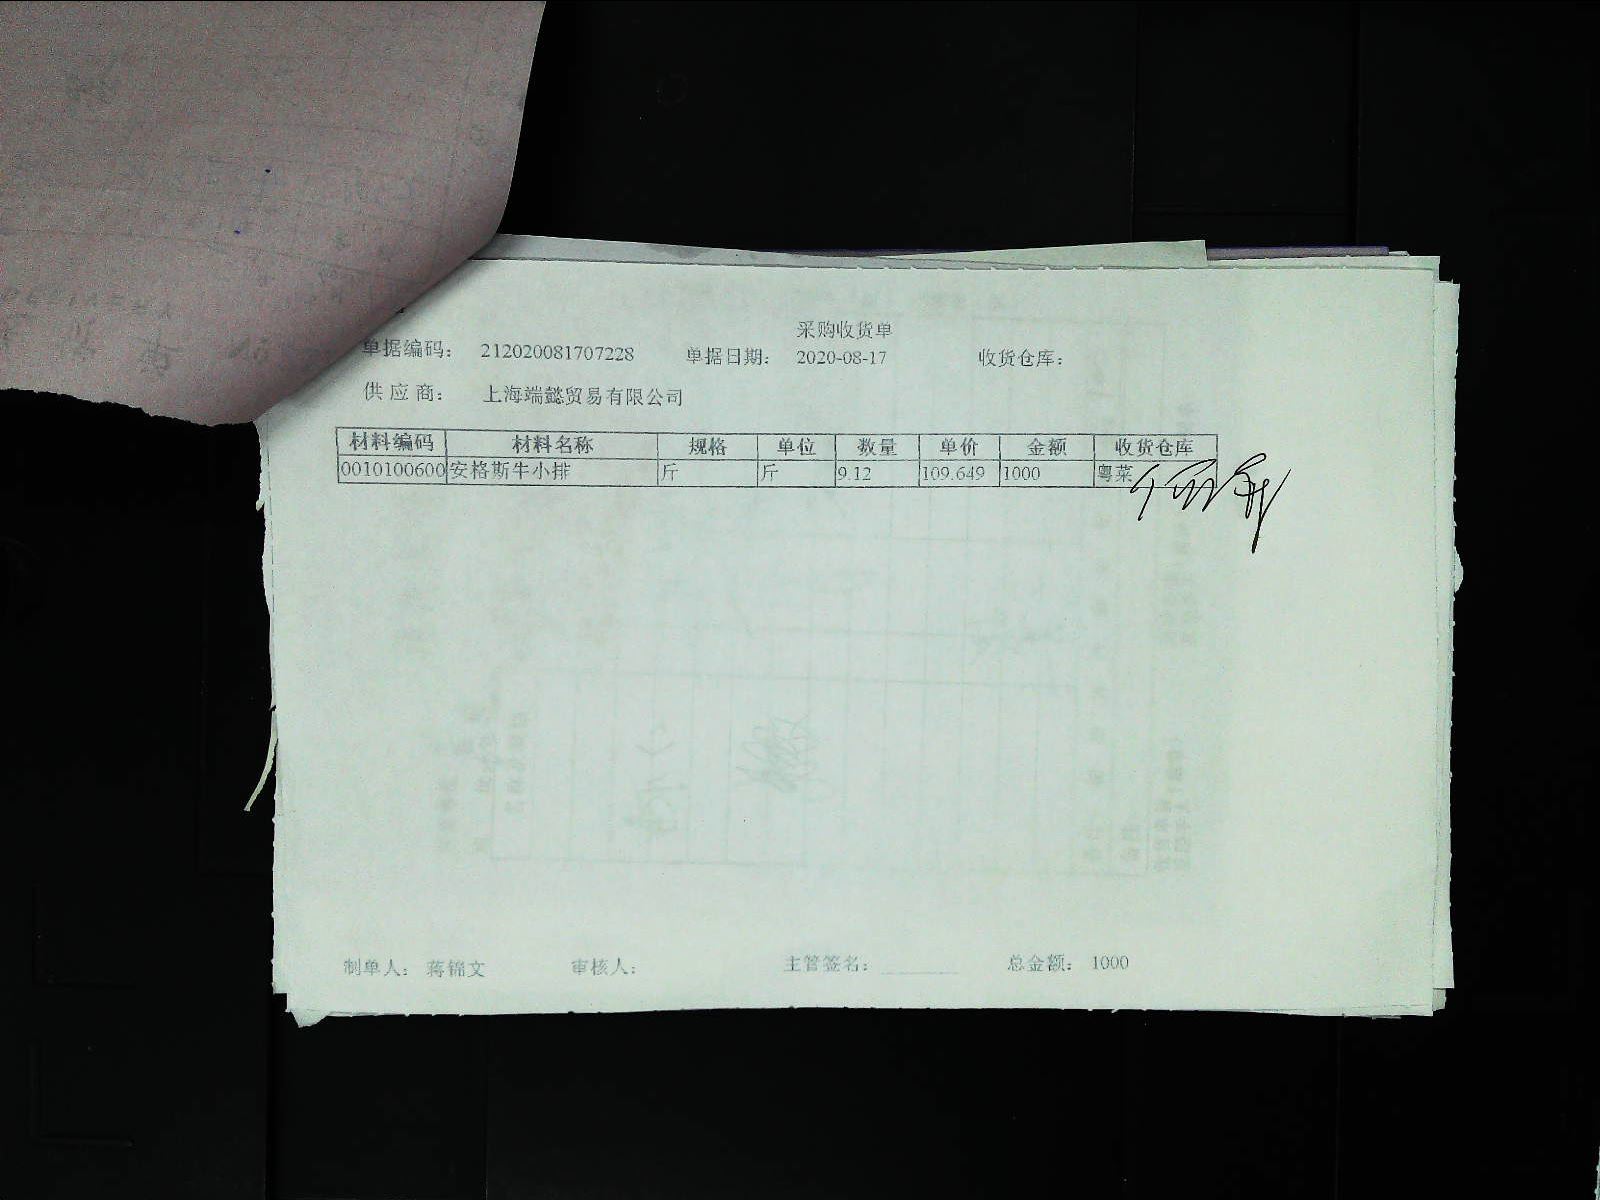 采购收货单
单据编码： 212020081707228 单据日期： 2020-08-17 收货仓库：
供应商： 上海端懿贸易有限公司
材料编码 材料名称 规格 单位 数量 单价 金额 收货仓库
0010100600 安格斯牛小排 斤 斤 9.12 109.649 1000 粤菜
制单人： 蒋锦文 审核人： 主管签名： 总金额： 1000